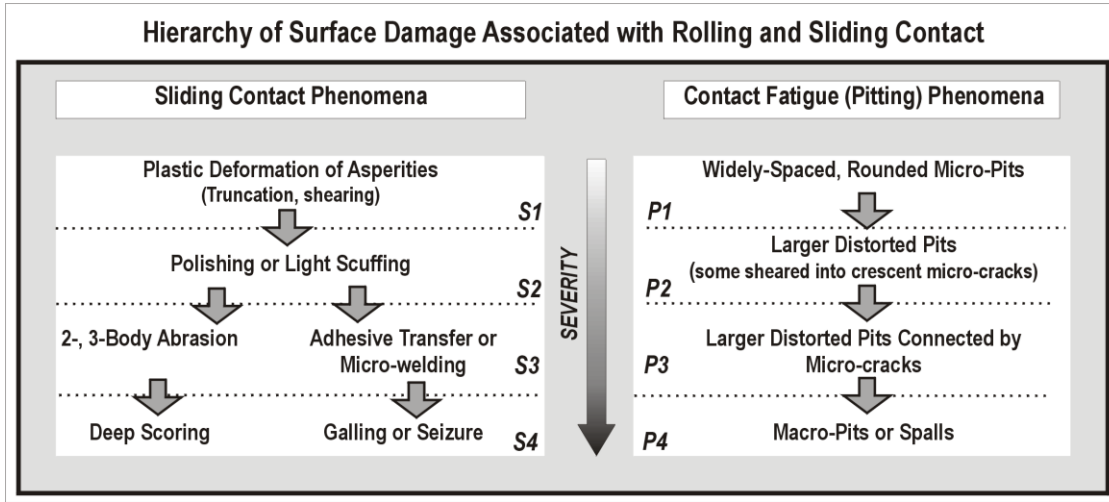 Hierarchy of Surface Damage Associated with Rolling and Sliding Contact
Sliding Contact Phenomena
Plastic Deformation of Asperities
(Truncation, shearing)
S1
Polishing or Light Scuffing
S2
2-, 3-Body Abrasion
Adhesive Transfer or
Micro-welding
S3
Deep Scoring
Galling or Seizure
S4
SEVERITY
Contact Fatigue (Pitting) Phenomena
Widely-Spaced, Rounded Micro-Pits
P1
Larger Distorted Pits
(some sheared into crescent micro-cracks)
P2
Larger Distorted Pits Connected by
Micro-cracks
P3
Macro-Pits or Spalls
P4